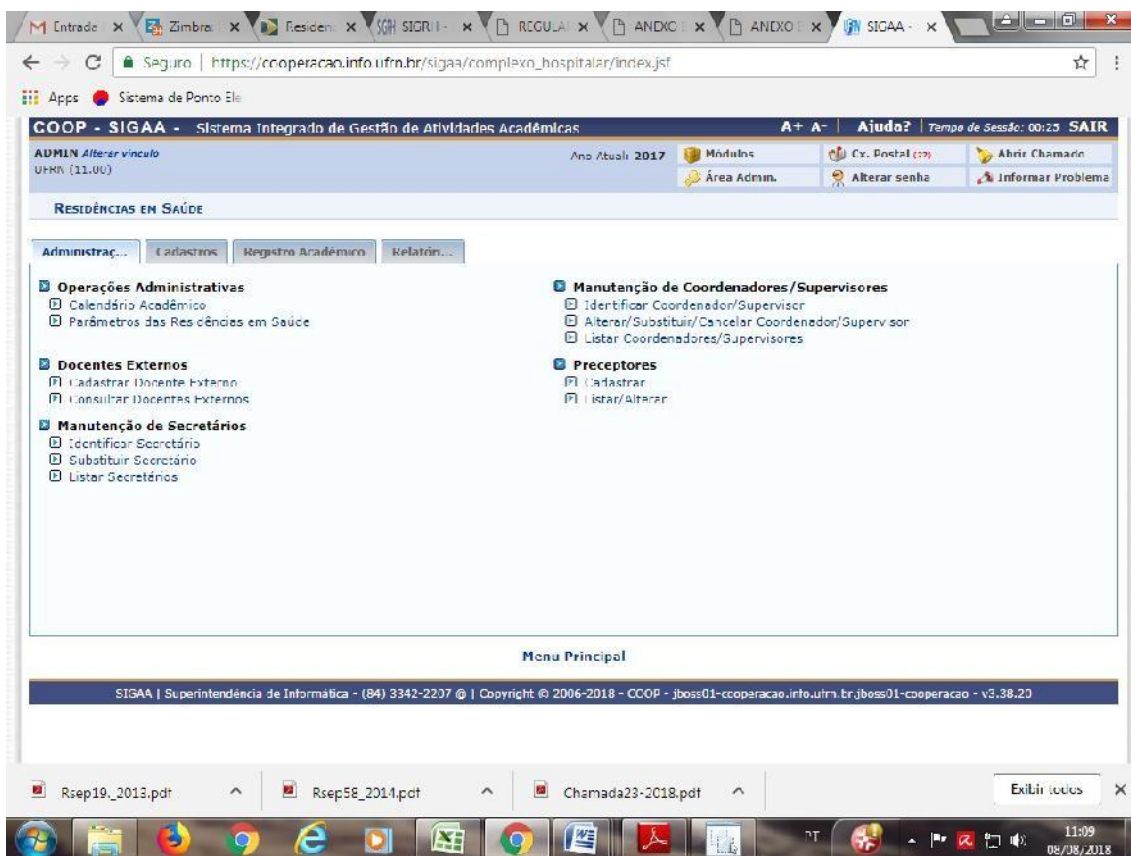 Entrada
Zimbra:
Residen
SIGRH -
REGULA
ANEXO
ANEXO
SIGAA -
Seguro | https://cooperacao.info.ufrn.br/sigaa/complexo_hospitalar/index.jsf
Apps Sistema de Ponto Ele
COOP - SIGAA - Sistema Integrado de Gestão de Atividades Acadêmicas A+ A- | Ajuda? | Tempo de Sessão: 00:25 SAIR
ADMIN Alterar vínculo Ano Atual: 2017 Módulos Cx. Postal Abrir Chamado
UFRN (11.00) Área Admin. Alterar senha Informar Problema
RESIDÊNCIAS EM SAÚDE
Administraç... Cadastros Registro Acadêmico Relatóri...
Operações Administrativas
Calendário Acadêmico
Parâmetros das Residências em Saúde
Manutenção de Coordenadores/Supervisores
Identificar Coordenador/Supervisor
Alterar/Substituir/Cancelar Coordenador/Supervisor
Listar Coordenadores/Supervisores
Docentes Externos
Cadastrar Docente Externo
Consultar Docentes Externos
Preceptores
Cadastrar
Listar/Alterar
Manutenção de Secretários
Identificar Secretário
Substituir Secretário
Listar Secretários
Menu Principal
SIGAA | Superintendência de Informática - (84) 3342-2207 @ | Copyright © 2006-2018 - COOP - jboss01-cooperacao.info.ufrn.br.jboss01-cooperacao - v3.38.20
Rsep19._2013.pdf Rsep58_2014.pdf Chamada23-2018.pdf Exibir todos
PT 11:09
08/08/2018